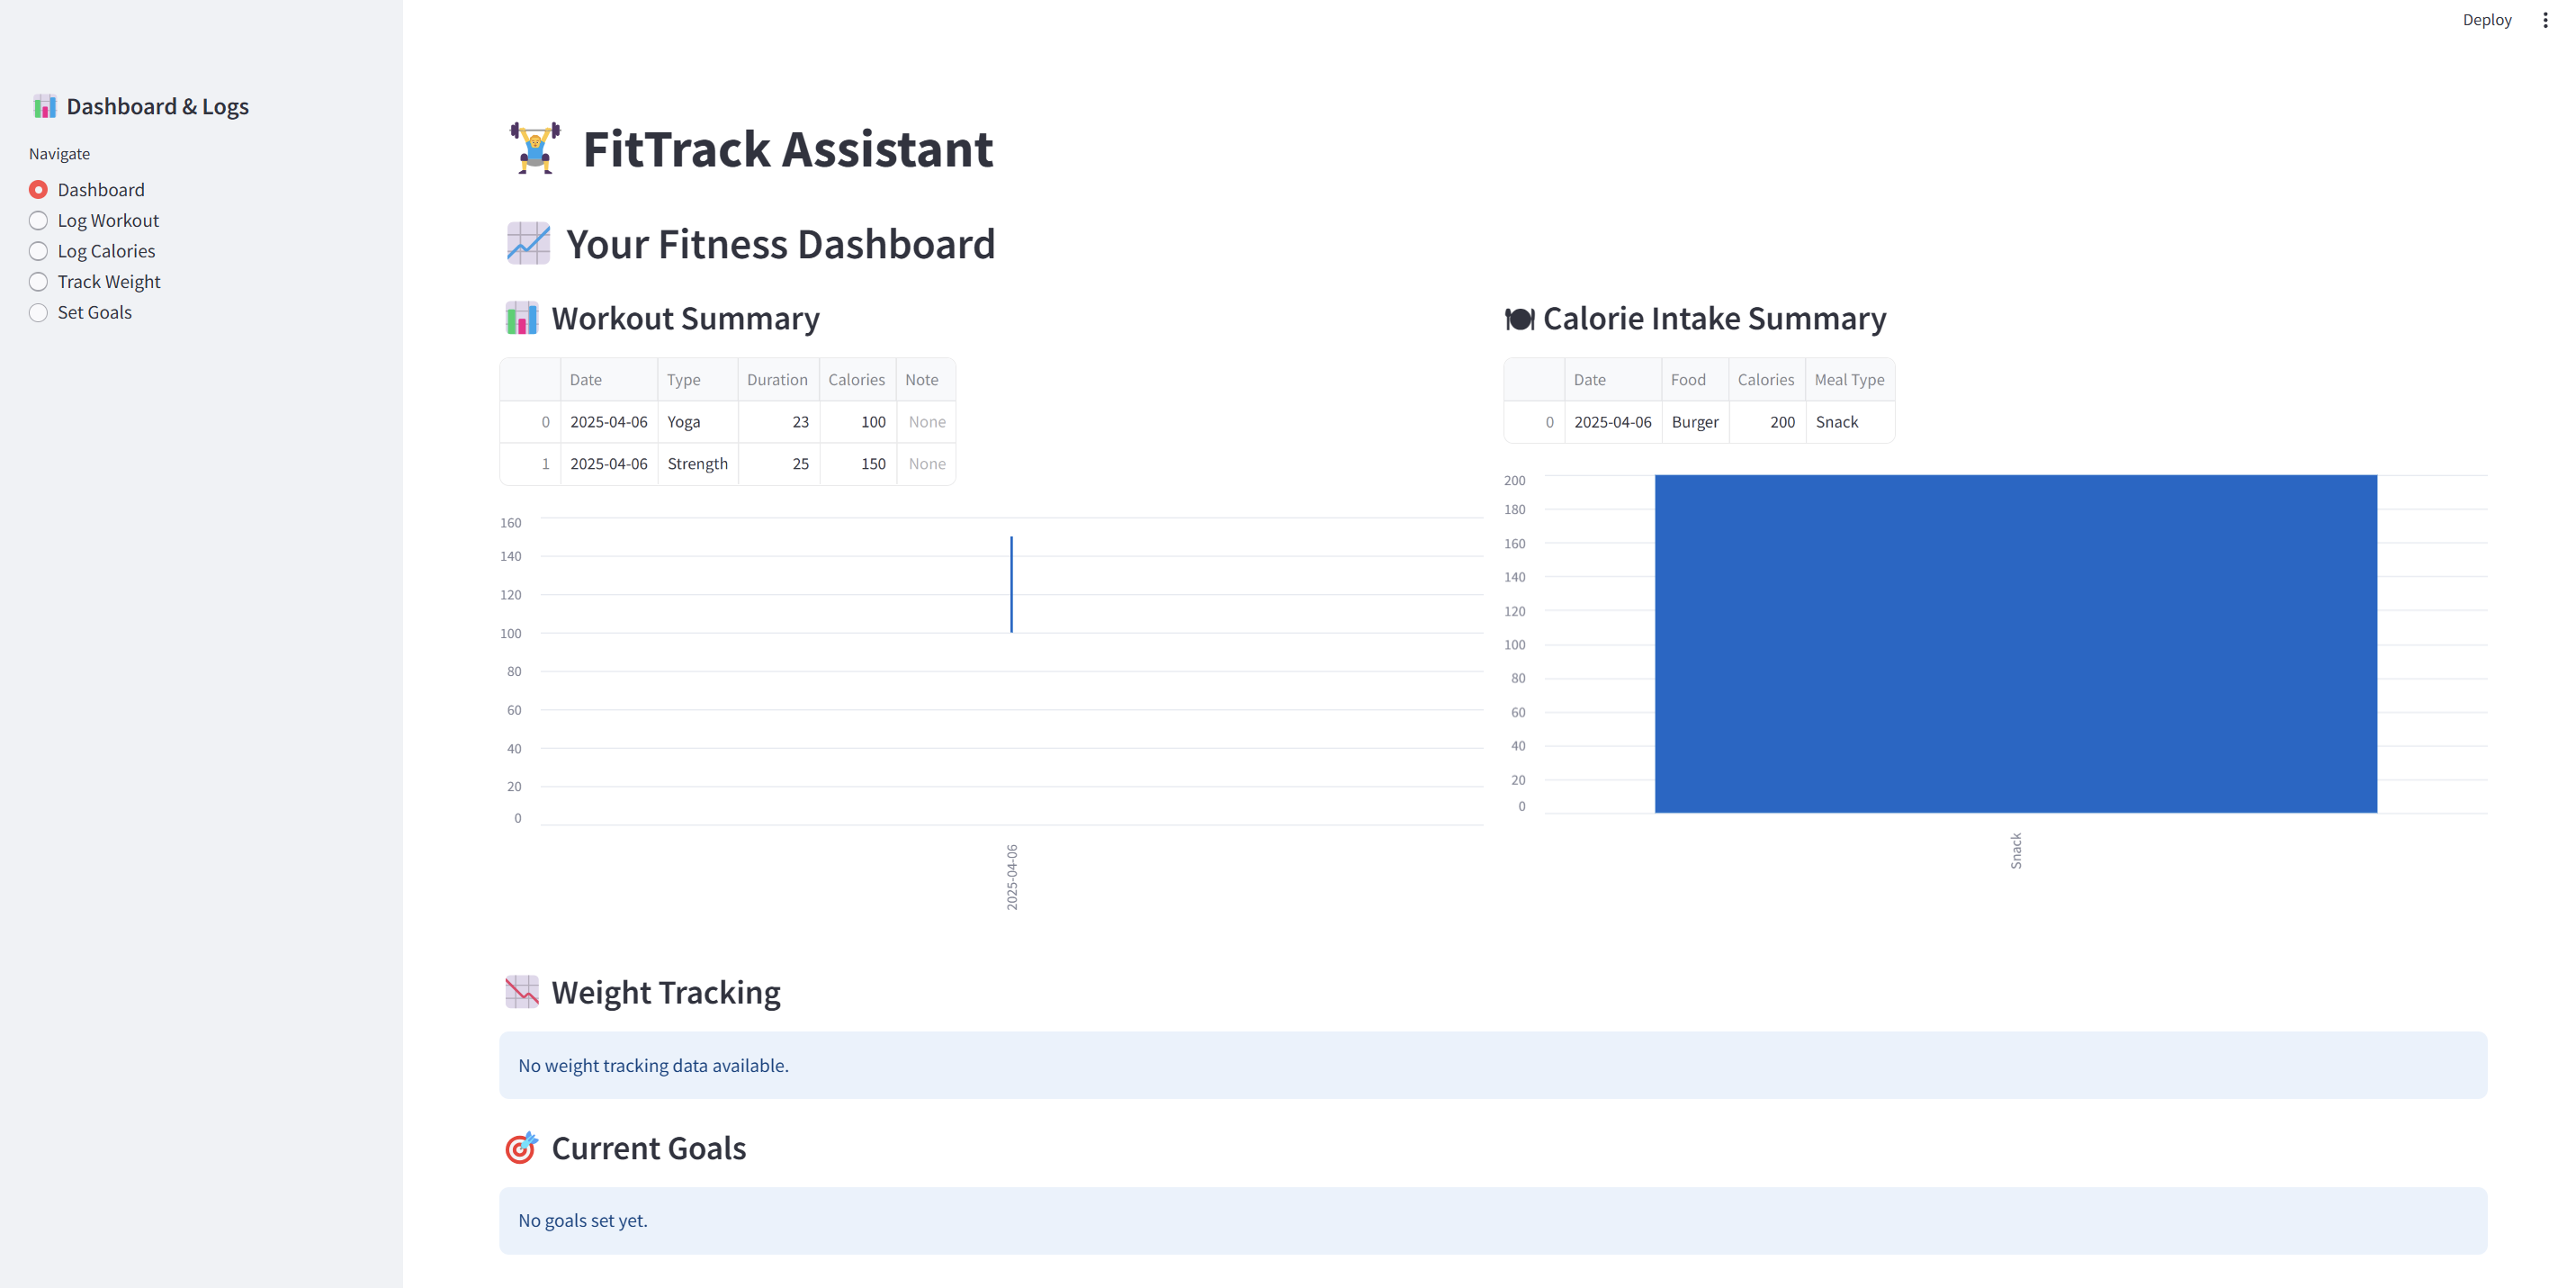 Deploy
Dashboard & Logs
Navigate
Dashboard
Log Workout
Log Calories
Track Weight
Set Goals
FitTrack Assistant
Your Fitness Dashboard
Workout Summary
Date Type Duration Calories Note
0 2025-04-06 Yoga 23 100 None
1 2025-04-06 Strength 25 150 None
160
140
120
100
80
60
40
20
0
2025-04-06
Calorie Intake Summary
Date Food Calories Meal Type
0 2025-04-06 Burger 200 Snack
200
180
160
140
120
100
80
60
40
20
0
Snack
Weight Tracking
No weight tracking data available.
Current Goals
No goals set yet.